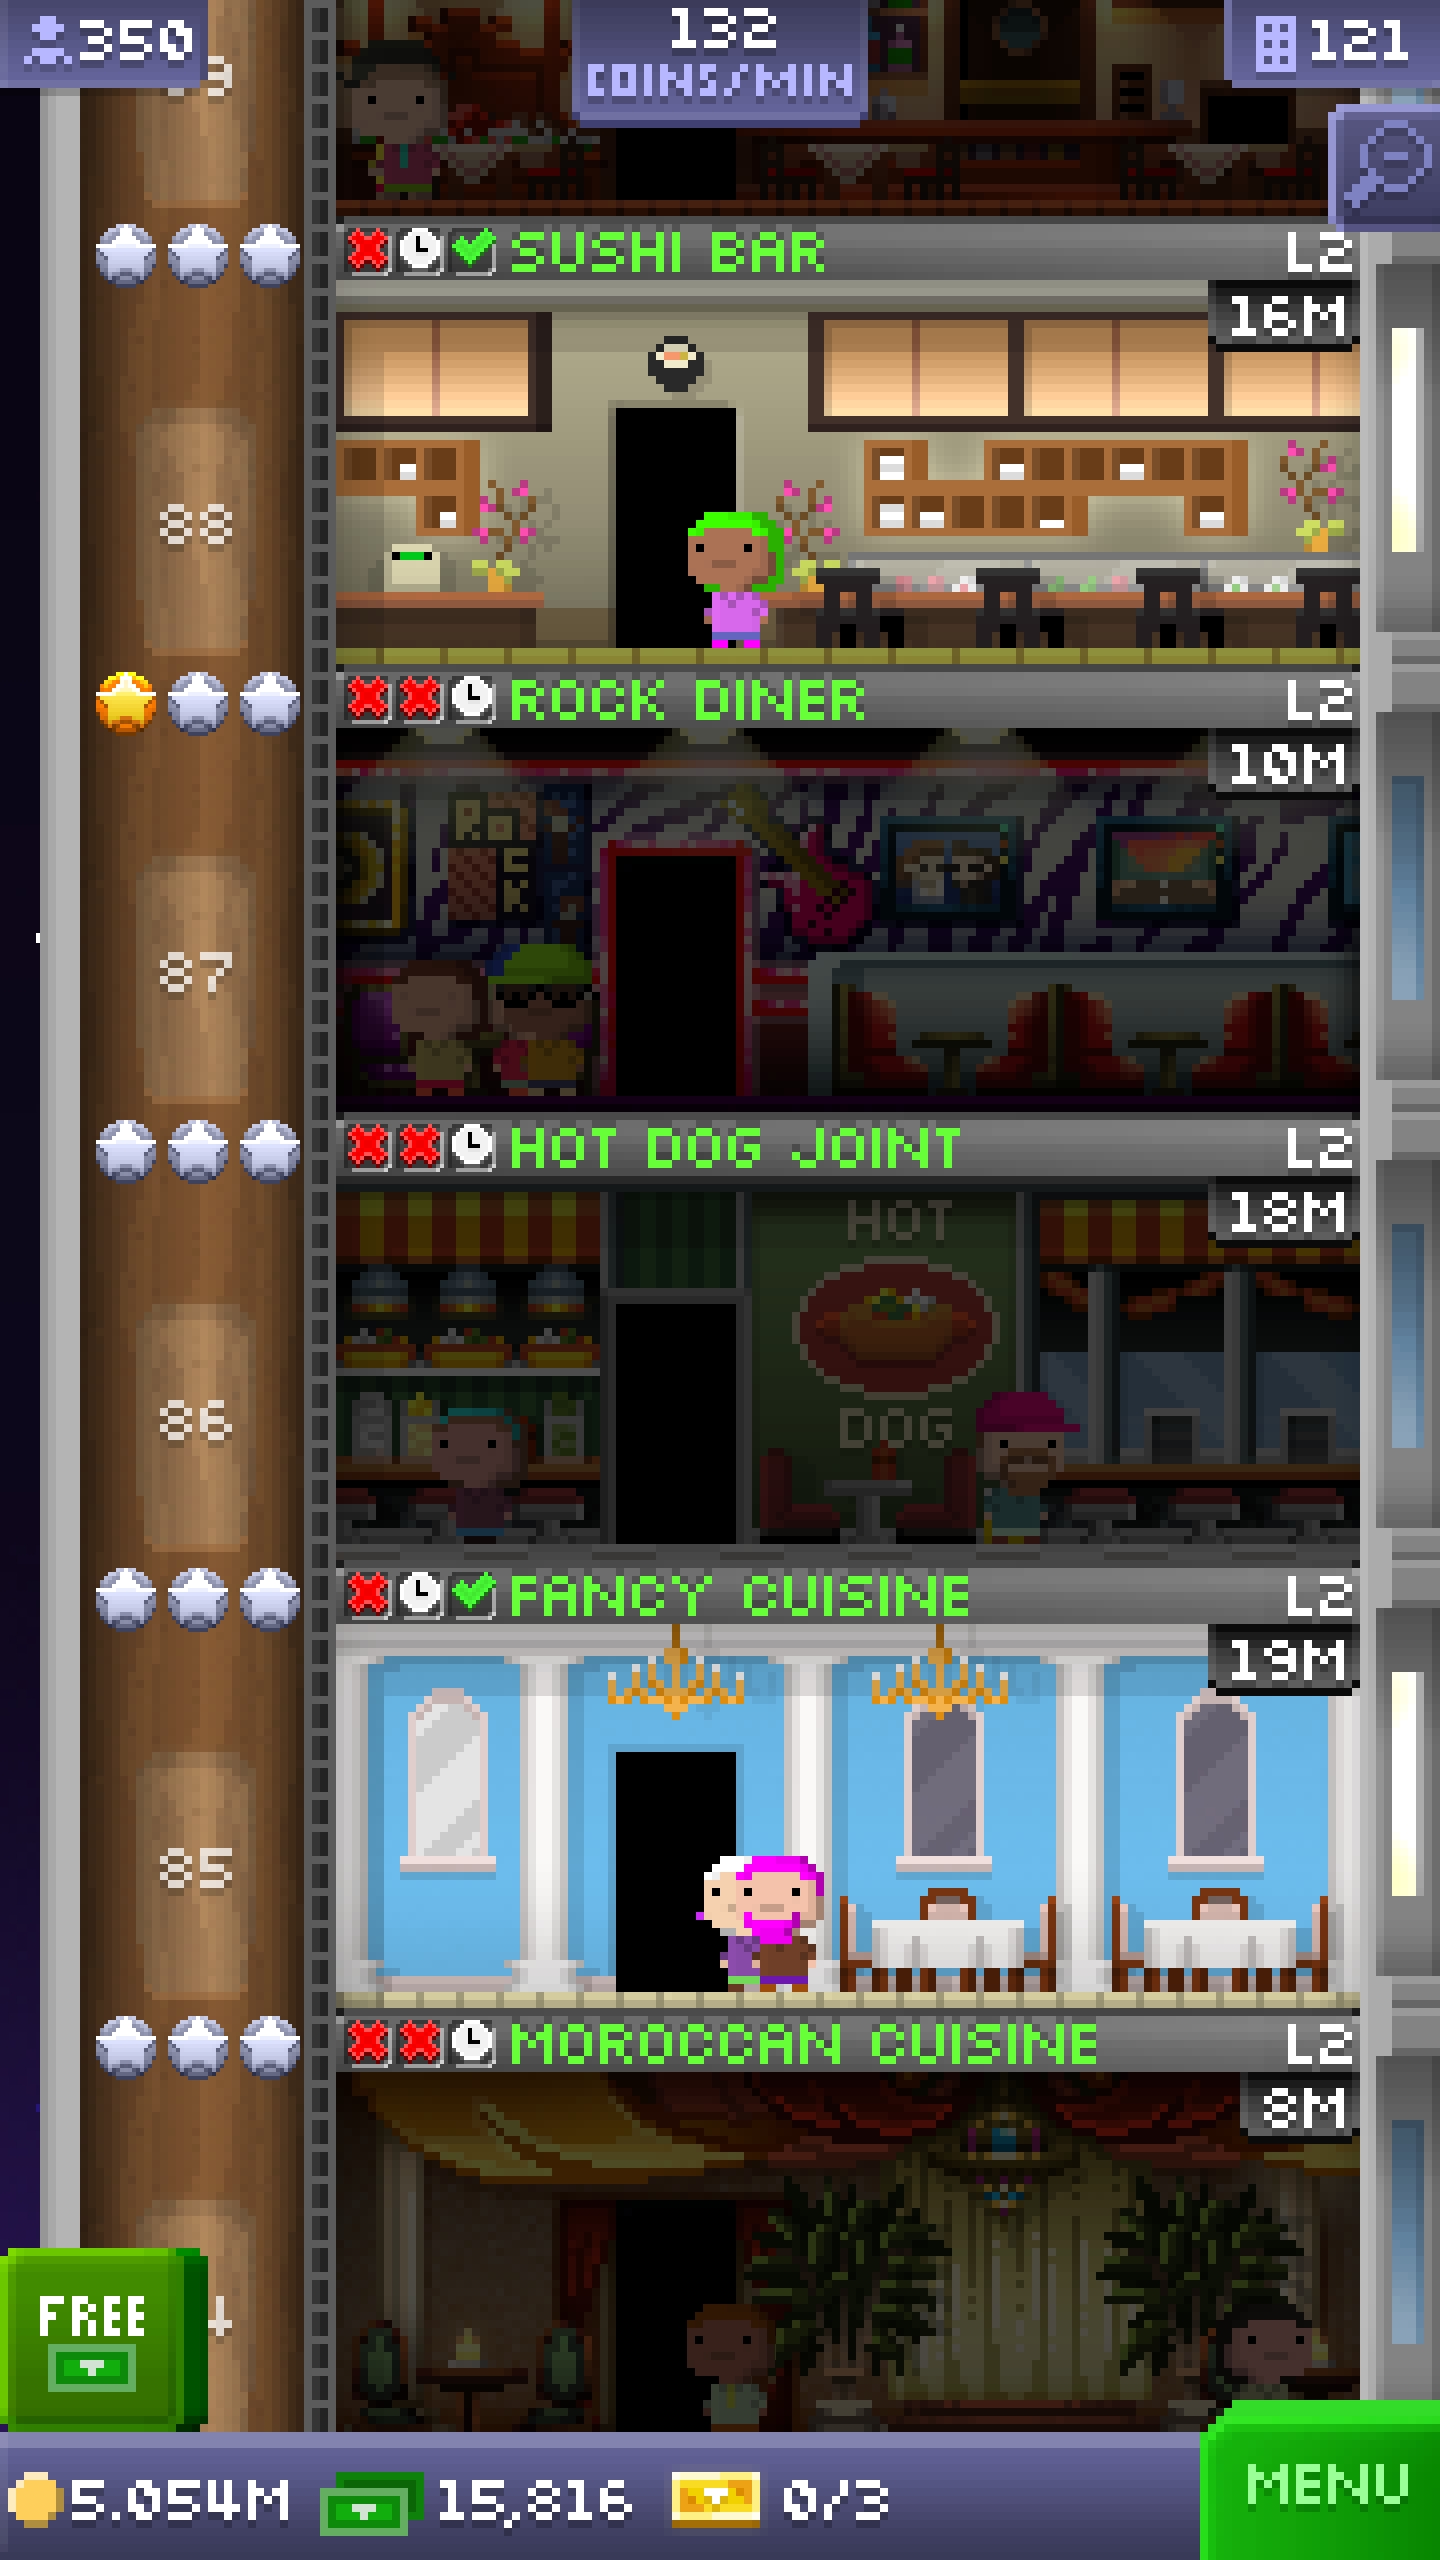 350
132
COINS/MIN
121
SUSHI BAR L2
16M
88
ROCK DINER L2
10M
ROCK
87
HOT DOG JOINT L2
18M
HOT
DOG
86
FANCY CUISINE L2
19M
85
MOROCCAN CUISINE L2
8M
FREE
5.054M 15,816 0/3
MENU